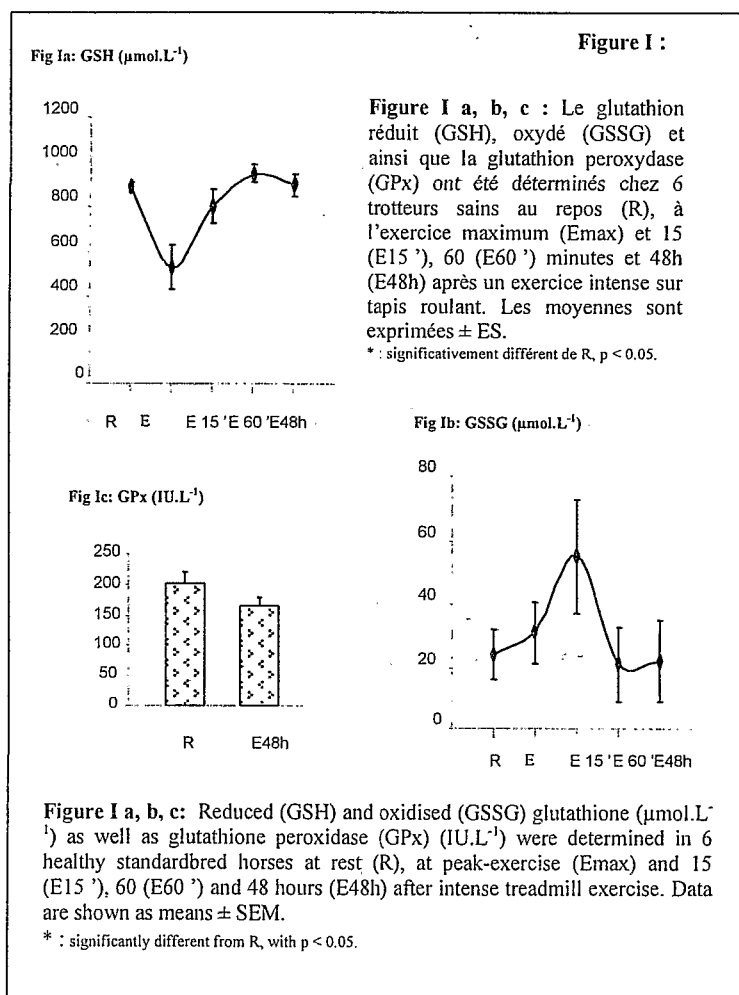 Figure I :
Fig Ia: GSH (µmol.L⁻¹)
1200
1000
800
600
400
200
0
R E E 15 'E 60 'E48h
Figure I a, b, c : Le glutathion
réduit (GSH), oxydé (GSSG) et
ainsi que la glutathion peroxydase
(GPx) ont été déterminés chez 6
trotteurs sains au repos (R), à
l'exercice maximum (Emax) et 15
(E15 ’), 60 (E60 ’) minutes et 48h
(E48h) après un exercice intense sur
tapis roulant. Les moyennes sont
exprimées ± ES.
* : significativement différent de R, p < 0.05.
Fig Ib: GSSG (µmol.L⁻¹)
80
60
40
20
0
R E E 15 'E 60 'E48h
Fig Ic: GPx (IU.L⁻¹)
250
200
150
100
50
0
R E48h
Figure I a, b, c: Reduced (GSH) and oxidised (GSSG) glutathione (µmol.L⁻
¹) as well as glutathione peroxidase (GPx) (IU.L⁻¹) were determined in 6
healthy standardbred horses at rest (R), at peak-exercise (Emax) and 15
(E15 ’), 60 (E60 ’) and 48 hours (E48h) after intense treadmill exercise. Data
are shown as means ± SEM.
* : significantly different from R, with p < 0.05.